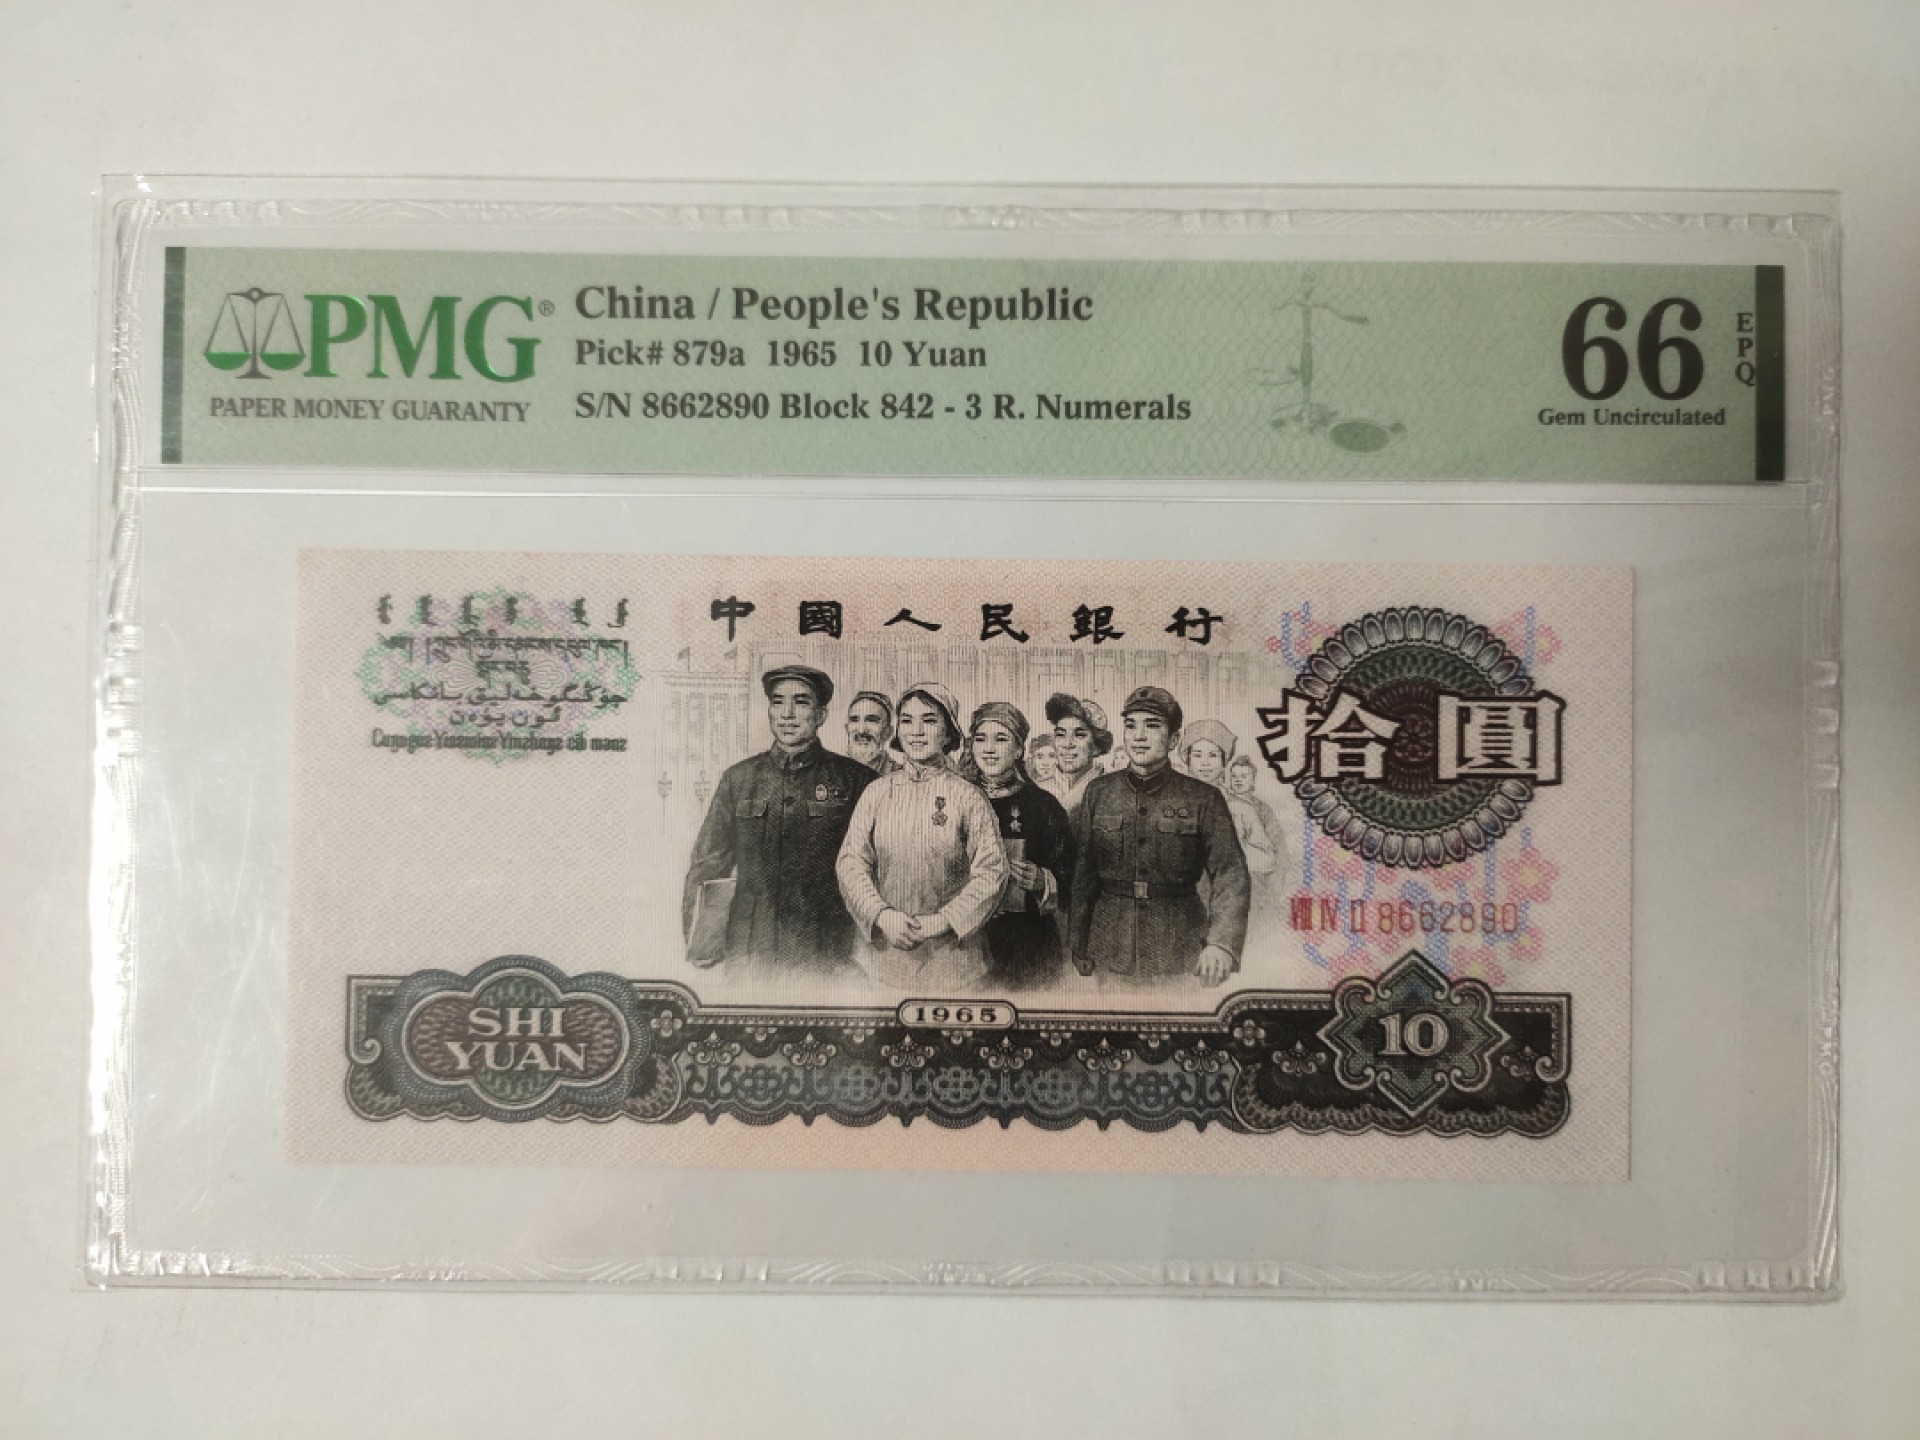 PMG®
PAPER MONEY GUARANTY
China / People's Republic
Pick# 879a 1965 10 Yuan
S/N 8662890 Block 842 - 3 R. Numerals
66
EPQ
Gem Uncirculated
中國人民銀行
拾圓
VIII IV II 8662890
SHI
YUAN
1965
10